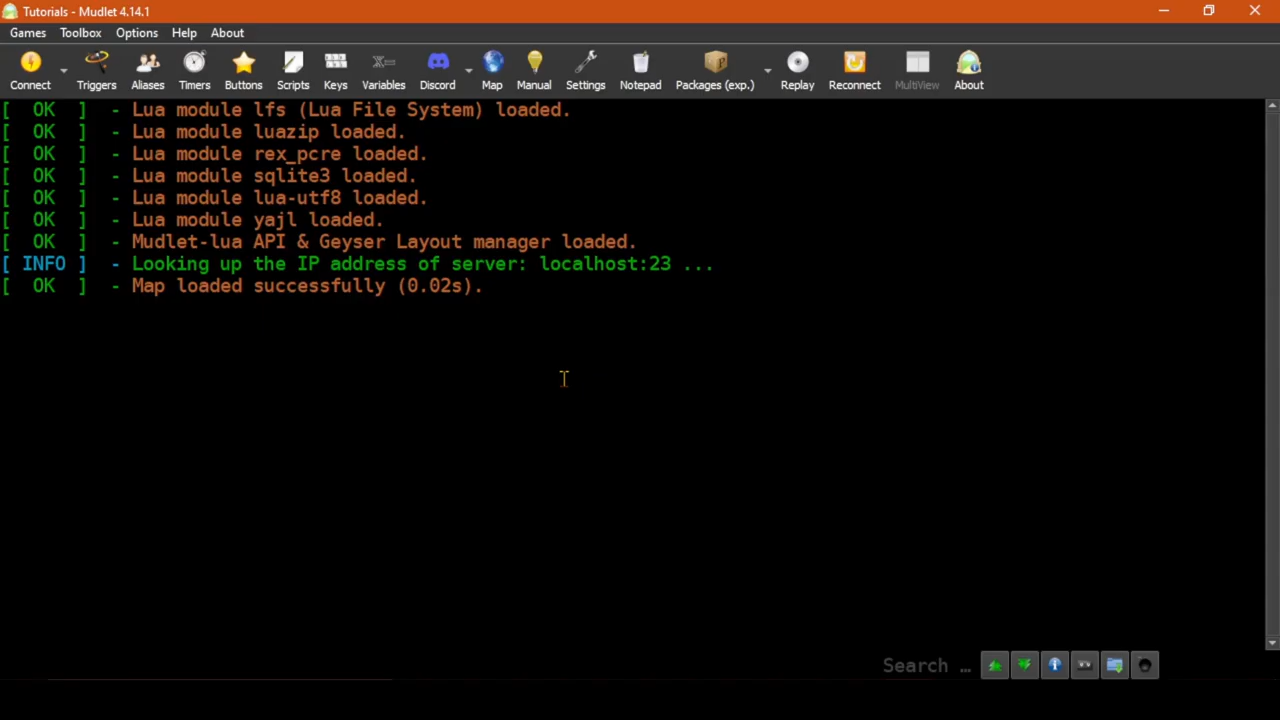 Tutorials - Mudlet 4.14.1
Games Toolbox Options Help About
Connect Triggers Aliases Timers Buttons Scripts Keys Variables Discord Map Manual Settings Notepad Packages (exp.) Replay Reconnect MultiView About
[ OK ] - Lua module lfs (Lua File System) loaded.
[ OK ] - Lua module luazip loaded.
[ OK ] - Lua module rex_pcre loaded.
[ OK ] - Lua module sqlite3 loaded.
[ OK ] - Lua module lua-utf8 loaded.
[ OK ] - Lua module yajl loaded.
[ OK ] - Mudlet-lua API & Geyser Layout manager loaded.
[ INFO ] - Looking up the IP address of server: localhost:23 ...
[ OK ] - Map loaded successfully (0.02s).
Search …